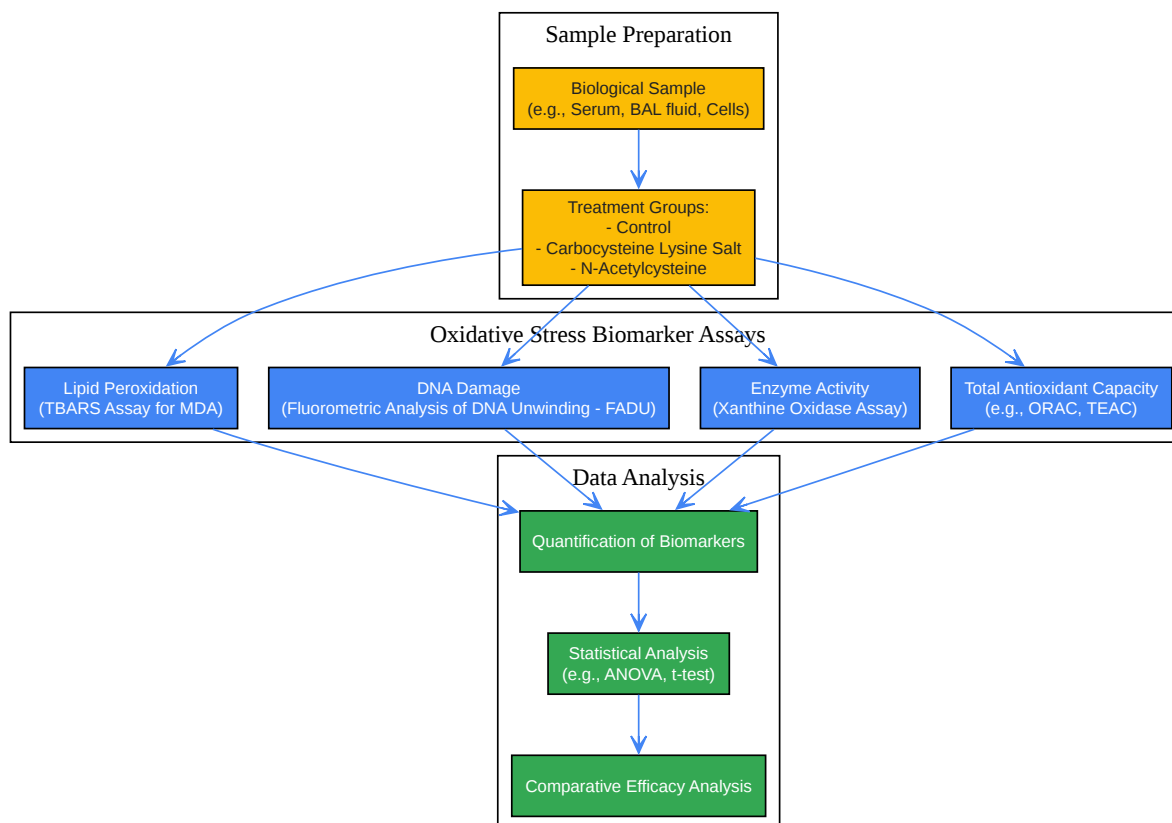 Sample Preparation
Biological Sample
(e.g., Serum, BAL fluid, Cells)
Treatment Groups:
- Control
- Carbocysteine Lysine Salt
- N-Acetylcysteine
Oxidative Stress Biomarker Assays
Lipid Peroxidation
(TBARS Assay for MDA)
DNA Damage
(Fluorometric Analysis of DNA Unwinding - FADU)
Enzyme Activity
(Xanthine Oxidase Assay)
Total Antioxidant Capacity
(e.g., ORAC, TEAC)
Data Analysis
Quantification of Biomarkers
Statistical Analysis
(e.g., ANOVA, t-test)
Comparative Efficacy Analysis